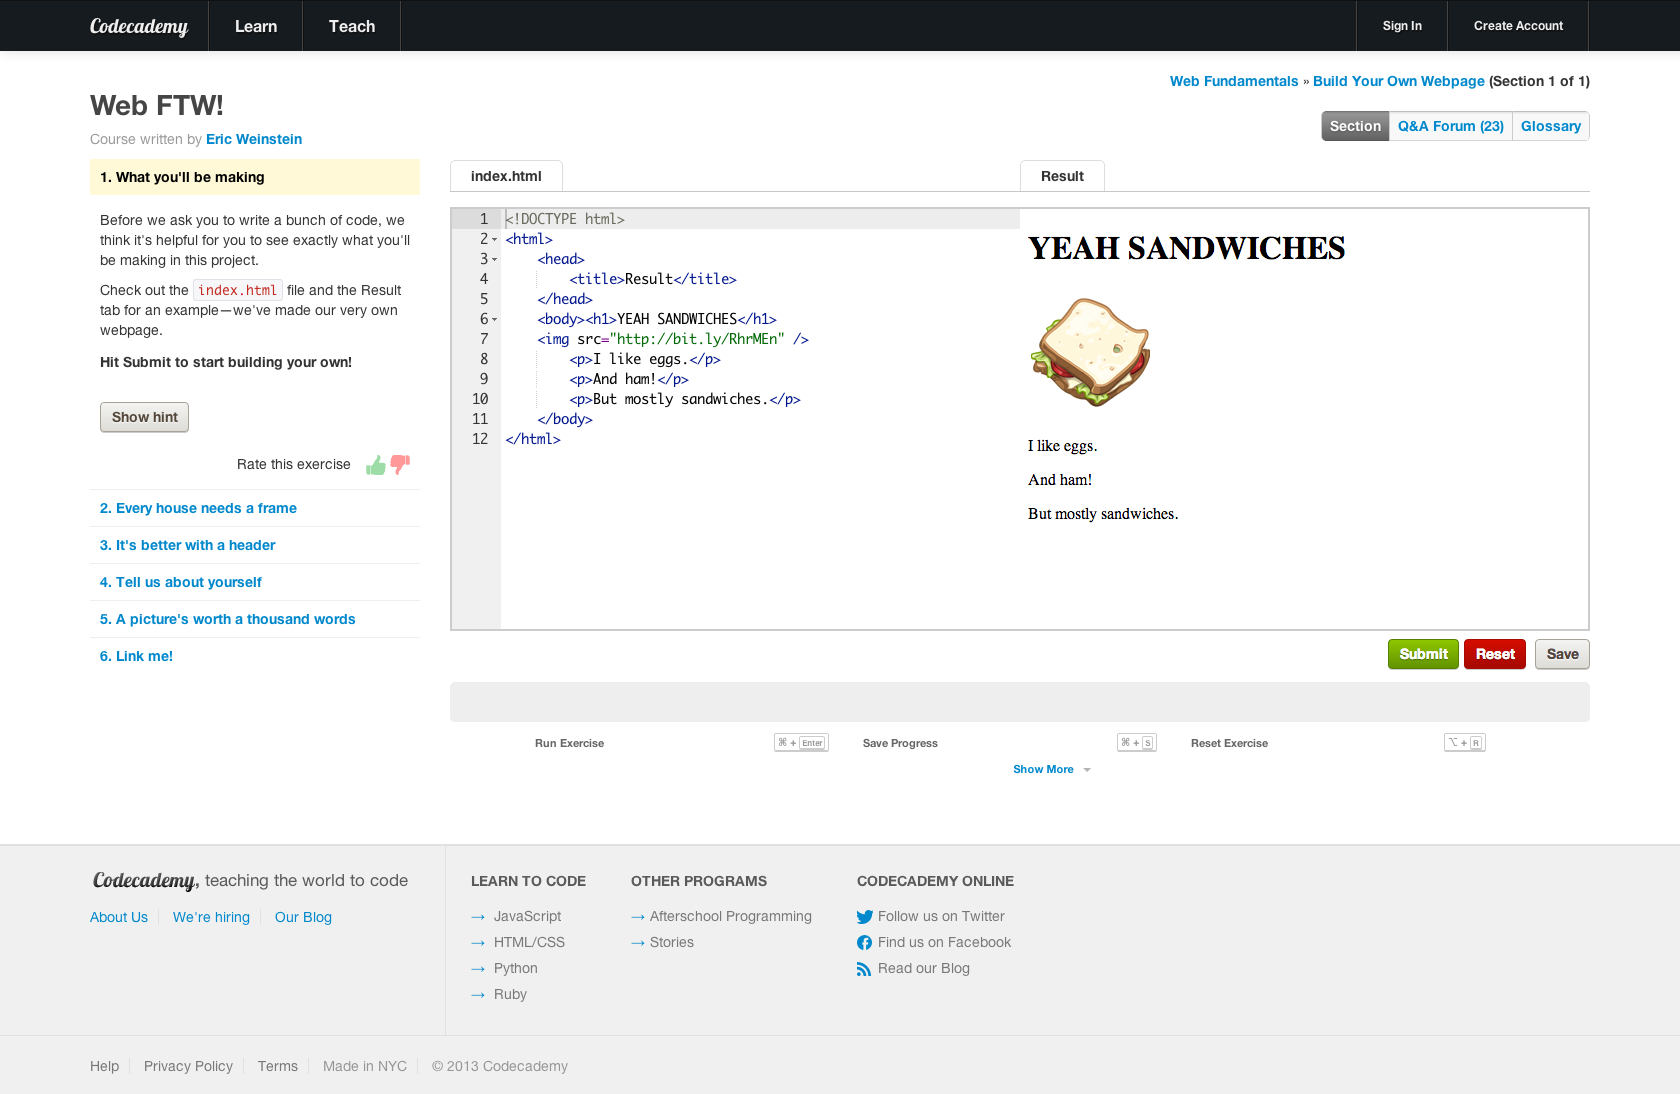 Codecademy
Learn
Teach
Sign In
Create Account
Web Fundamentals » Build Your Own Webpage (Section 1 of 1)
Web FTW!
Course written by Eric Weinstein
Section
Q&A Forum (23)
Glossary
1. What you'll be making
Before we ask you to write a bunch of code, we
think it's helpful for you to see exactly what you'll
be making in this project.
Check out the index.html file and the Result
tab for an example—we've made our very own
webpage.
Hit Submit to start building your own!
Show hint
Rate this exercise
2. Every house needs a frame
3. It's better with a header
4. Tell us about yourself
5. A picture's worth a thousand words
6. Link me!
index.html
1 <!DOCTYPE html>
2 <html>
3 <head>
4 <title>Result</title>
5 </head>
6 <body><h1>YEAH SANDWICHES</h1>
7 <img src="http://bit.ly/RhrMEn" />
8 <p>I like eggs.</p>
9 <p>And ham!</p>
10 <p>But mostly sandwiches.</p>
11 </body>
12 </html>
Result
YEAH SANDWICHES
I like eggs.
And ham!
But mostly sandwiches.
Submit
Reset
Save
Run Exercise
⌘ + Enter
Save Progress
⌘ + S
Reset Exercise
⌥ + R
Show More
Codecademy, teaching the world to code
About Us
We're hiring
Our Blog
LEARN TO CODE
→ JavaScript
→ HTML/CSS
→ Python
→ Ruby
OTHER PROGRAMS
→ Afterschool Programming
→ Stories
CODECADEMY ONLINE
Follow us on Twitter
Find us on Facebook
Read our Blog
Help
Privacy Policy
Terms
Made in NYC
© 2013 Codecademy